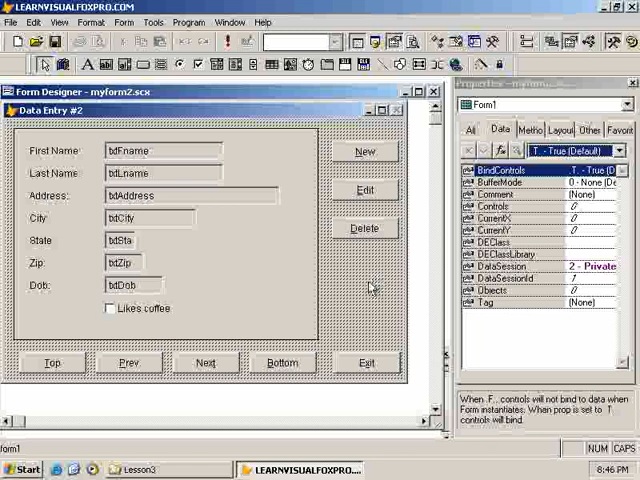 LEARNVISUALFOXPRO.COM
File Edit View Format Form Tools Program Window Help
Form Designer - myform2.scx
Data Entry #2
First Name: txtFname
Last Name: txtLname
Address: txtAddress
City: txtCity
State txtSta
Zip: txtZip
Dob: txtDob
Likes coffee
New
Edit
Delete
Top Prev Next Bottom Exit
Form1
All Data Metho Layout Other Favorit
.T. - True (Default)
BindControls .T. - True (D
BufferMode 0 - None (De
Comment (None)
Controls 0
CurrentX 0
CurrentY 0
DEClass
DEClassLibrary
DataSession 2 - Private
DataSessionId 1
Objects 0
Tag (None)
When .F., controls will not bind to data when
Form instantiates. When prop is set to .T.
controls will bind.
form1
NUM CAPS
Start Lesson3 LEARNVISUALFOXPRO.... 8:46 PM